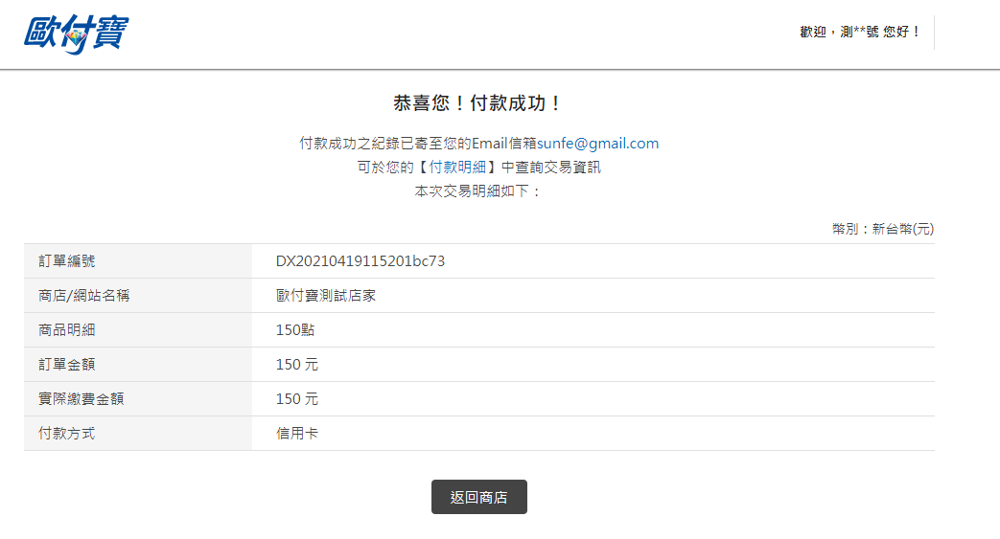 歐付寶
歡迎，測**號 您好！
恭喜您！付款成功！
付款成功之紀錄已寄至您的Email信箱sunfe@gmail.com
可於您的【付款明細】中查詢交易資訊
本次交易明細如下：
幣別：新台幣(元)
訂單編號 DX20210419115201bc73
商店/網站名稱 歐付寶測試店家
商品明細 150點
訂單金額 150 元
實際繳費金額 150 元
付款方式 信用卡
返回商店